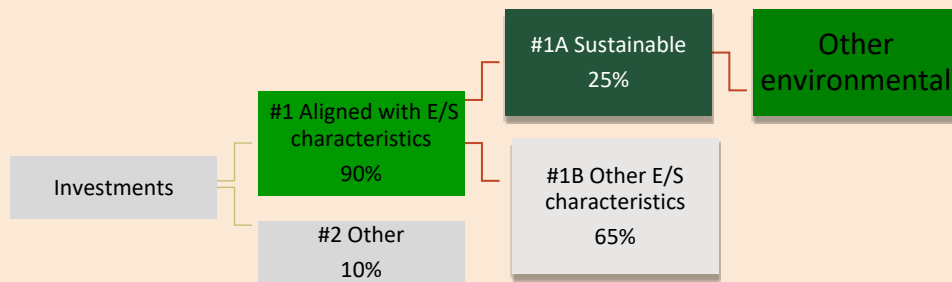 Investments
#1 Aligned with E/S
characteristics
90%
#2 Other
10%
#1A Sustainable
25%
#1B Other E/S
characteristics
65%
Other
environmental